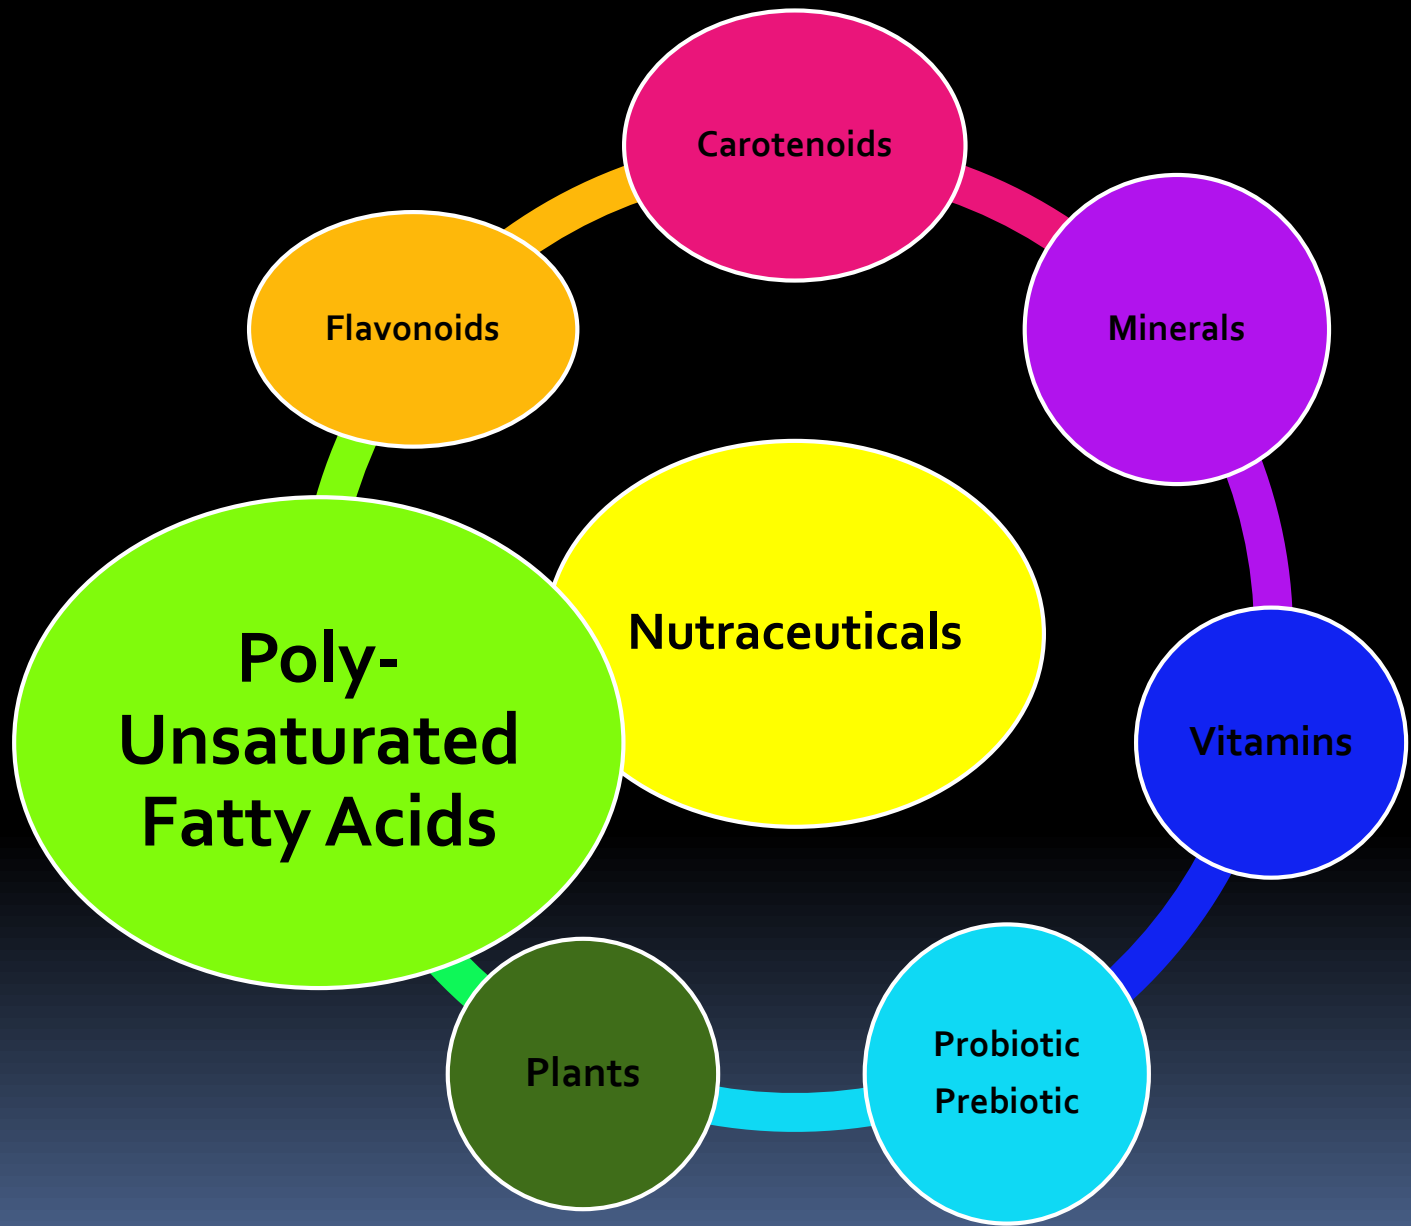 Carotenoids
Flavonoids
Minerals
Nutraceuticals
Poly-
Unsaturated
Fatty Acids
Vitamins
Probiotic
Prebiotic
Plants